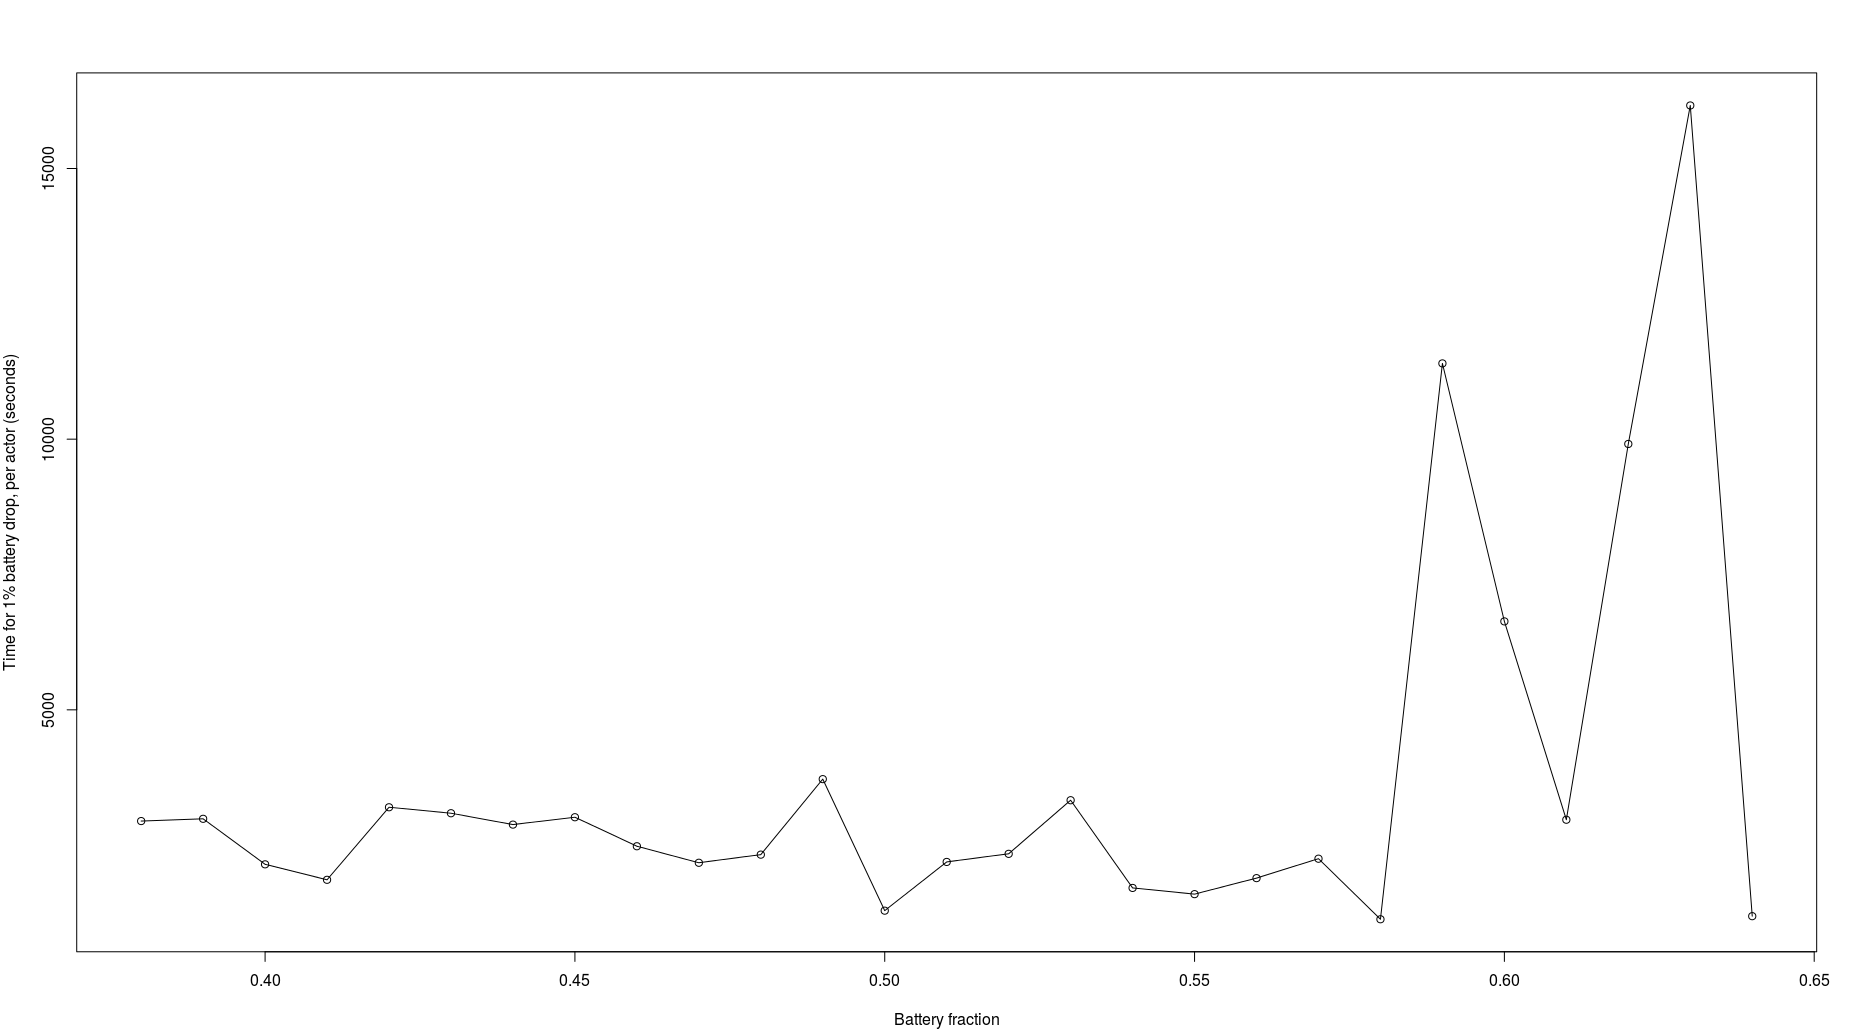 Time for 1% battery drop, per actor (seconds)
15000
10000
5000
0.40 0.45 0.50 0.55 0.60 0.65
Battery fraction